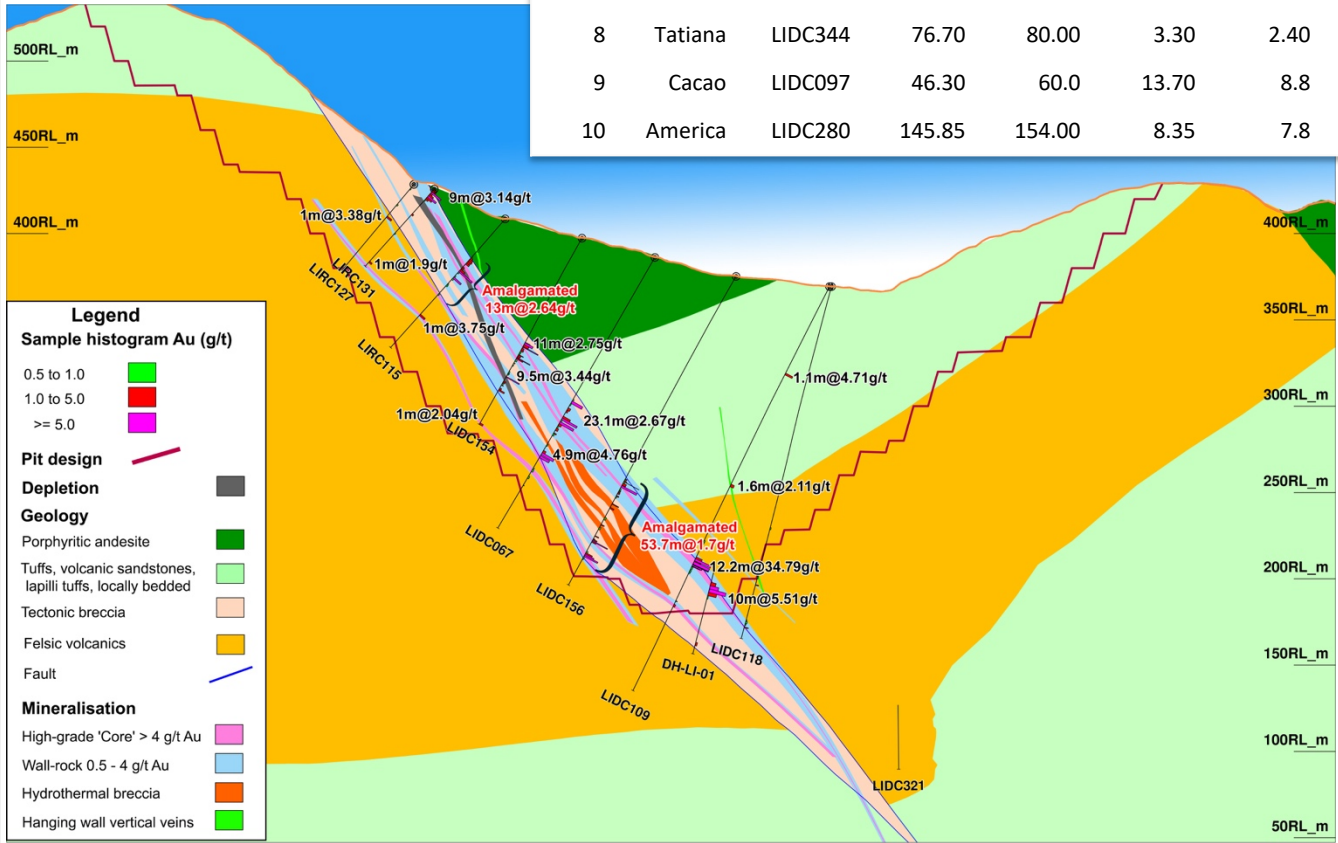 8 Tatiana LIDC344 76.70 80.00 3.30 2.40
9 Cacao LIDC097 46.30 60.0 13.70 8.8
10 America LIDC280 145.85 154.00 8.35 7.8
500RL_m
450RL_m
400RL_m
400RL_m
350RL_m
300RL_m
250RL_m
200RL_m
150RL_m
100RL_m
50RL_m
9m@3.14g/t
1m@3.38g/t
1m@1.9g/t
LIRC131
LIRC127
Amalgamated
13m@2.64g/t
1m@3.75g/t
LIRC115
11m@2.75g/t
9.5m@3.44g/t
1m@2.04g/t
LIDC154
23.1m@2.67g/t
4.9m@4.76g/t
LIDC067
1.1m@4.71g/t
1.6m@2.11g/t
Amalgamated
53.7m@1.7g/t
12.2m@34.79g/t
10m@5.51g/t
LIDC156
LIDC118
DH-LI-01
LIDC109
LIDC321
Legend
Sample histogram Au (g/t)
0.5 to 1.0
1.0 to 5.0
>= 5.0
Pit design
Depletion
Geology
Porphyritic andesite
Tuffs, volcanic sandstones,
lapilli tuffs, locally bedded
Tectonic breccia
Felsic volcanics
Fault
Mineralisation
High-grade 'Core' > 4 g/t Au
Wall-rock 0.5 - 4 g/t Au
Hydrothermal breccia
Hanging wall vertical veins